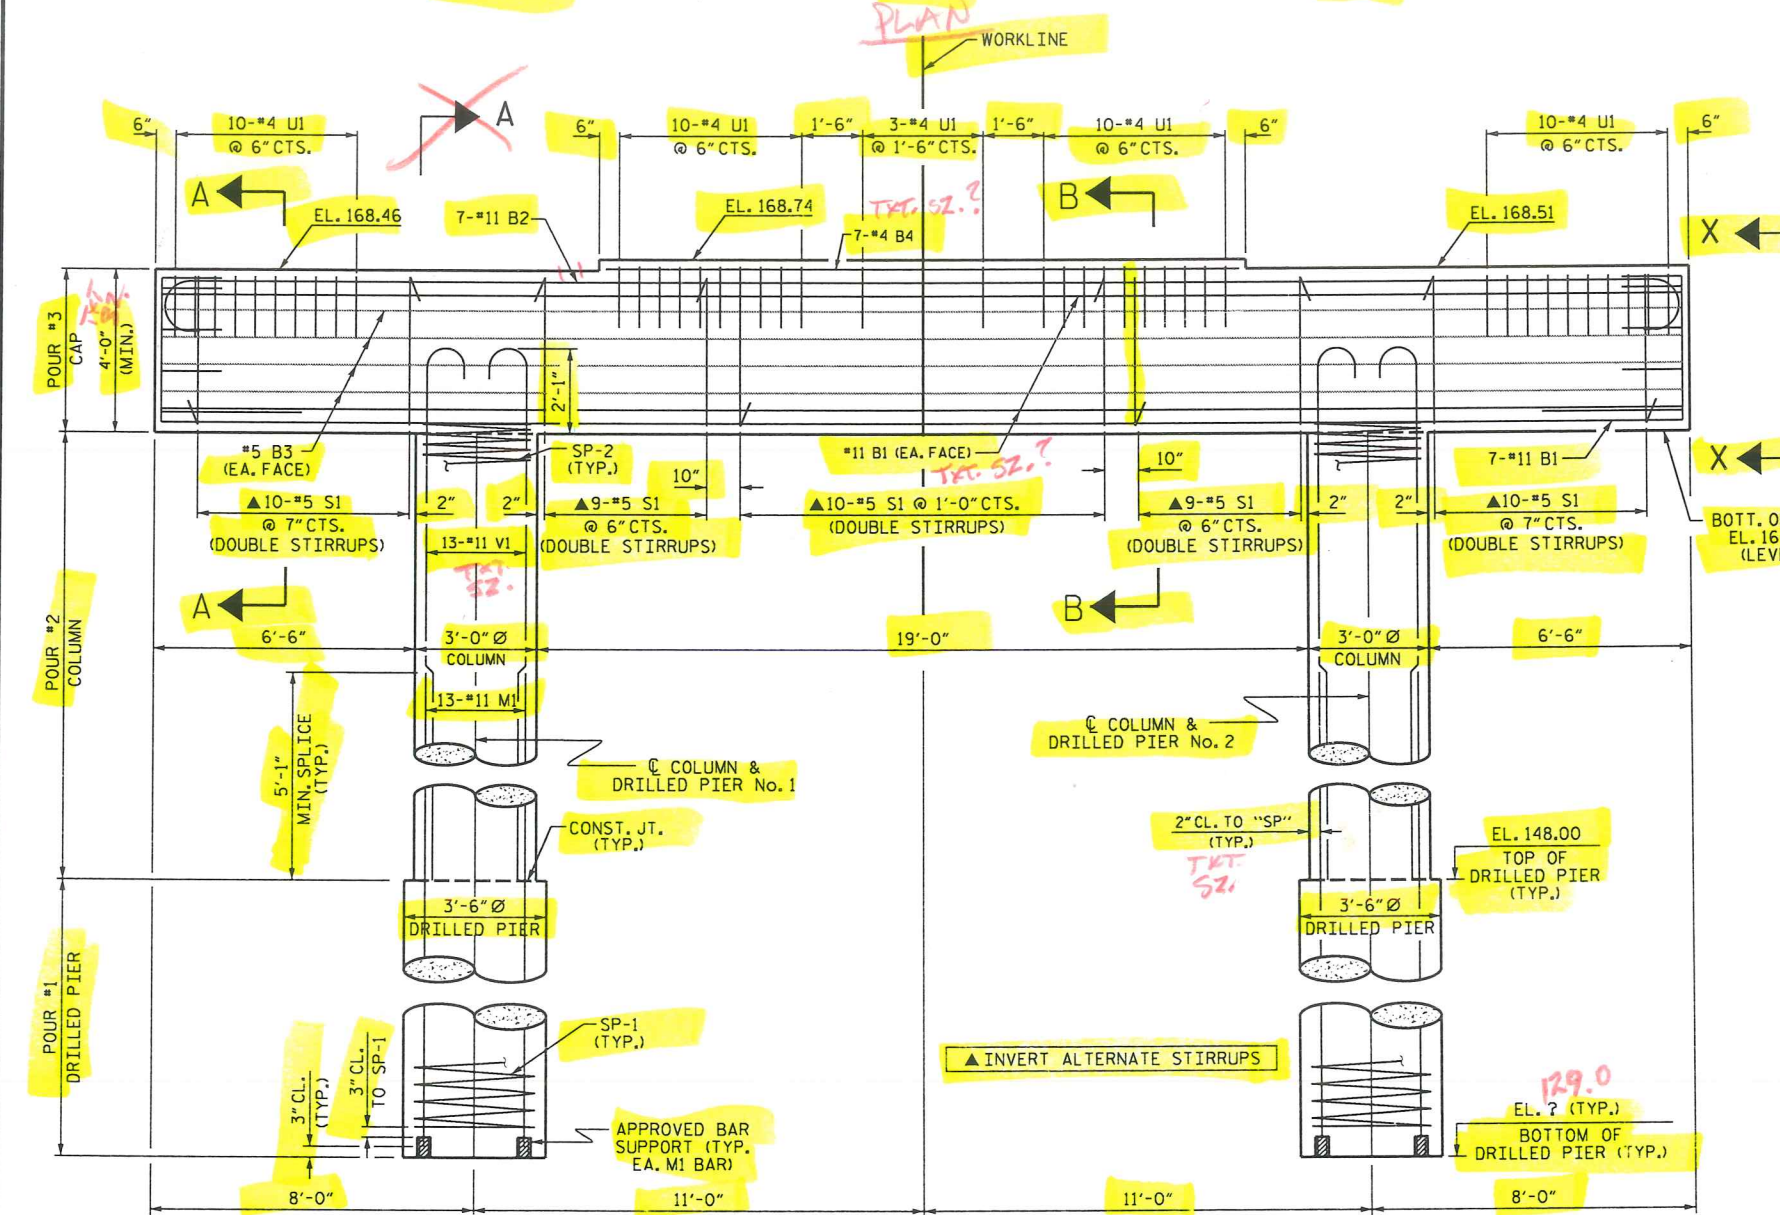 PLAN
WORKLINE
A
6"
10-#4 U1
@ 6"CTS.
6"
10-#4 U1
@ 6"CTS.
1'-6"
3-#4 U1
@ 1'-6"CTS.
1'-6"
10-#4 U1
@ 6"CTS.
6"
10-#4 U1
@ 6"CTS.
6"
A
EL. 168.46
7-#11 B2
EL. 168.74
TXT. SZ.?
7-#4 B4
B
EL. 168.51
X
POUR #3
CAP
4'-0"
(MIN.)
2'-1"
#5 B3
(EA. FACE)
SP-2
(TYP.)
#11 B1 (EA. FACE)
TXT. SZ.?
7-#11 B1
X
▲10-#5 S1
@ 7"CTS.
(DOUBLE STIRRUPS)
2"
2"
▲9-#5 S1
@ 6"CTS.
(DOUBLE STIRRUPS)
10"
▲10-#5 S1 @ 1'-0"CTS.
(DOUBLE STIRRUPS)
10"
▲9-#5 S1
@ 6"CTS.
(DOUBLE STIRRUPS)
2"
2"
▲10-#5 S1
@ 7"CTS.
(DOUBLE STIRRUPS)
BOTT. O
EL. 16
(LEV
13-#11 V1
TXT.
SZ.
A
B
POUR #2
COLUMN
6'-6"
3'-0"Ø
COLUMN
19'-0"
3'-0"Ø
COLUMN
6'-6"
13-#11 M1
5'-1"
MIN. SPLICE
(TYP.)
℄ COLUMN &
DRILLED PIER No. 1
℄ COLUMN &
DRILLED PIER No. 2
CONST. JT.
(TYP.)
2"CL. TO "SP"
(TYP.)
TXT.
SZ.
EL. 148.00
TOP OF
DRILLED PIER
(TYP.)
3'-6"Ø
DRILLED PIER
3'-6"Ø
DRILLED PIER
POUR #1
DRILLED PIER
SP-1
(TYP.)
3"CL.
(TYP.)
3"CL.
TO SP-1
▲INVERT ALTERNATE STIRRUPS
APPROVED BAR
SUPPORT (TYP.
EA. M1 BAR)
129.0
EL. ? (TYP.)
BOTTOM OF
DRILLED PIER (TYP.)
8'-0"
11'-0"
11'-0"
8'-0"